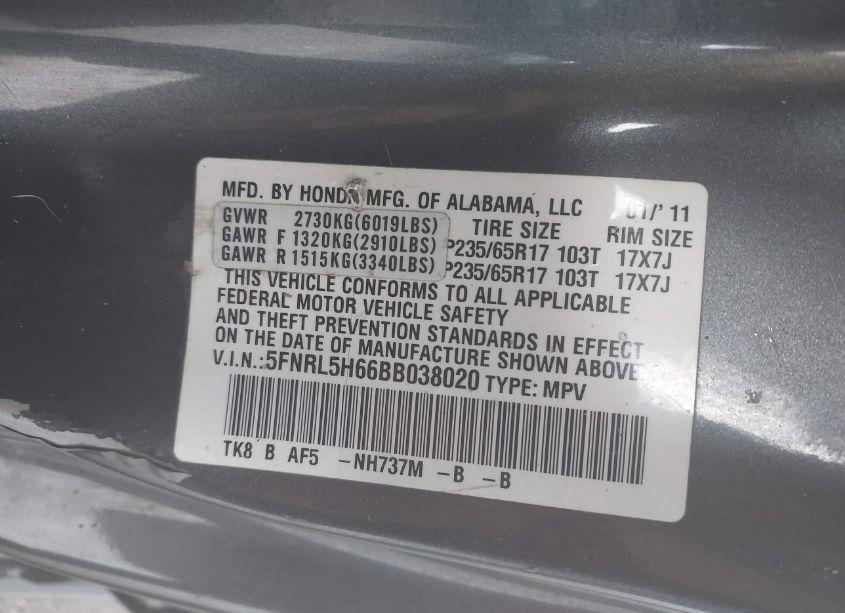 MFD. BY HONDA MFG. OF ALABAMA, LLC 01/'11
GVWR 2730KG(6019LBS) TIRE SIZE RIM SIZE
GAWR F 1320KG(2910LBS) P235/65R17 103T 17X7J
GAWR R 1515KG(3340LBS) P235/65R17 103T 17X7J
THIS VEHICLE CONFORMS TO ALL APPLICABLE
FEDERAL MOTOR VEHICLE SAFETY
AND THEFT PREVENTION STANDARDS IN EFFECT
ON THE DATE OF MANUFACTURE SHOWN ABOVE.
V.I.N.:5FNRL5H66BB038020 TYPE: MPV
TK8 B AF5 -NH737M -B -B